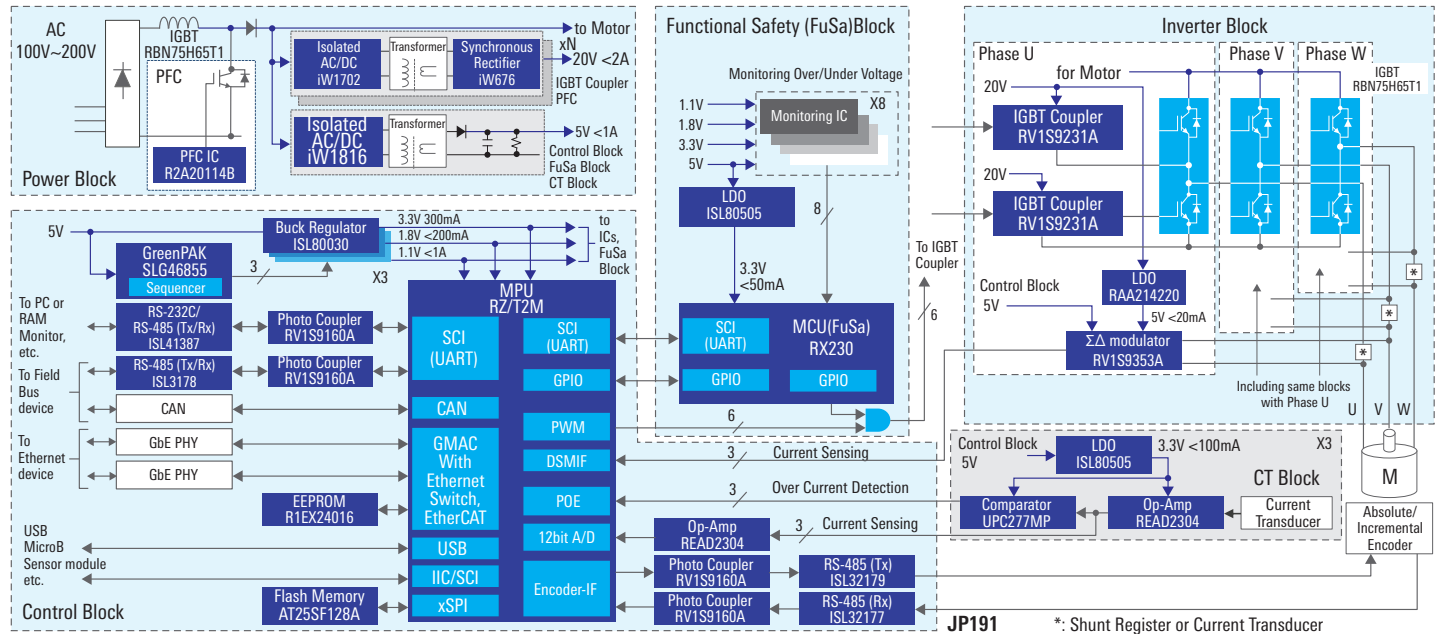 AC
100V~200V
IGBT
RBN75H65T1
PFC
PFC IC
R2A20114B
Power Block
to Motor
Isolated
AC/DC
iW1702
Transformer
Synchronous
Rectifier
iW676
xN
20V <2A
IGBT Coupler
PFC
Isolated
AC/DC
iW1816
Transformer
5V <1A
Control Block
FuSa Block
CT Block
Functional Safety (FuSa)Block
Monitoring Over/Under Voltage
1.1V
1.8V
3.3V
5V
Monitoring IC
X8
LDO
ISL80505
8
3.3V
<50mA
SCI
(UART)
MCU(FuSa)
RX230
GPIO
GPIO
To IGBT
Coupler
6
Inverter Block
Phase U
Phase V
Phase W
for Motor
IGBT
RBN75H65T1
20V
IGBT Coupler
RV1S9231A
20V
IGBT Coupler
RV1S9231A
LDO
RAA214220
Control Block
5V
5V <20mA
ΣΔ modulator
RV1S9353A
Including same blocks
with Phase U
*
*
*
U
V
W
M
Absolute/
Incremental
Encoder
5V
Buck Regulator
ISL80030
3.3V 300mA
1.8V <200mA
1.1V <1A
to
ICs,
FuSa
Block
GreenPAK
SLG46855
Sequencer
3
X3
MPU
RZ/T2M
To PC or
RAM
Monitor,
etc.
RS-232C/
RS-485 (Tx/Rx)
ISL41387
Photo Coupler
RV1S9160A
SCI
(UART)
SCI
(UART)
To Field
Bus
device
RS-485 (Tx/Rx)
ISL3178
Photo Coupler
RV1S9160A
GPIO
CAN
CAN
PWM
6
To
Ethernet
device
GbE PHY
GbE PHY
GMAC
With
Ethernet
Switch,
EtherCAT
DSMIF
3
Current Sensing
POE
3
Over Current Detection
EEPROM
R1EX24016
12bit A/D
Op-Amp
READ2304
3
Current Sensing
USB
MicroB
Sensor module
etc.
USB
IIC/SCI
Encoder-IF
Photo Coupler
RV1S9160A
RS-485 (Tx)
ISL32179
Flash Memory
AT25SF128A
xSPI
Photo Coupler
RV1S9160A
RS-485 (Rx)
ISL32177
Control Block
Control Block
5V
LDO
ISL80505
3.3V <100mA
X3
CT Block
Comparator
UPC277MP
Op-Amp
READ2304
Current
Transducer
JP191
*: Shunt Register or Current Transducer